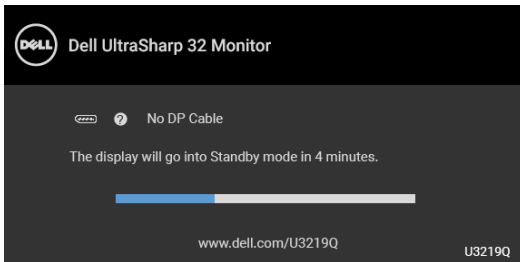 DELL Dell UltraSharp 32 Monitor
No DP Cable
The display will go into Standby mode in 4 minutes.
www.dell.com/U3219Q
U3219Q